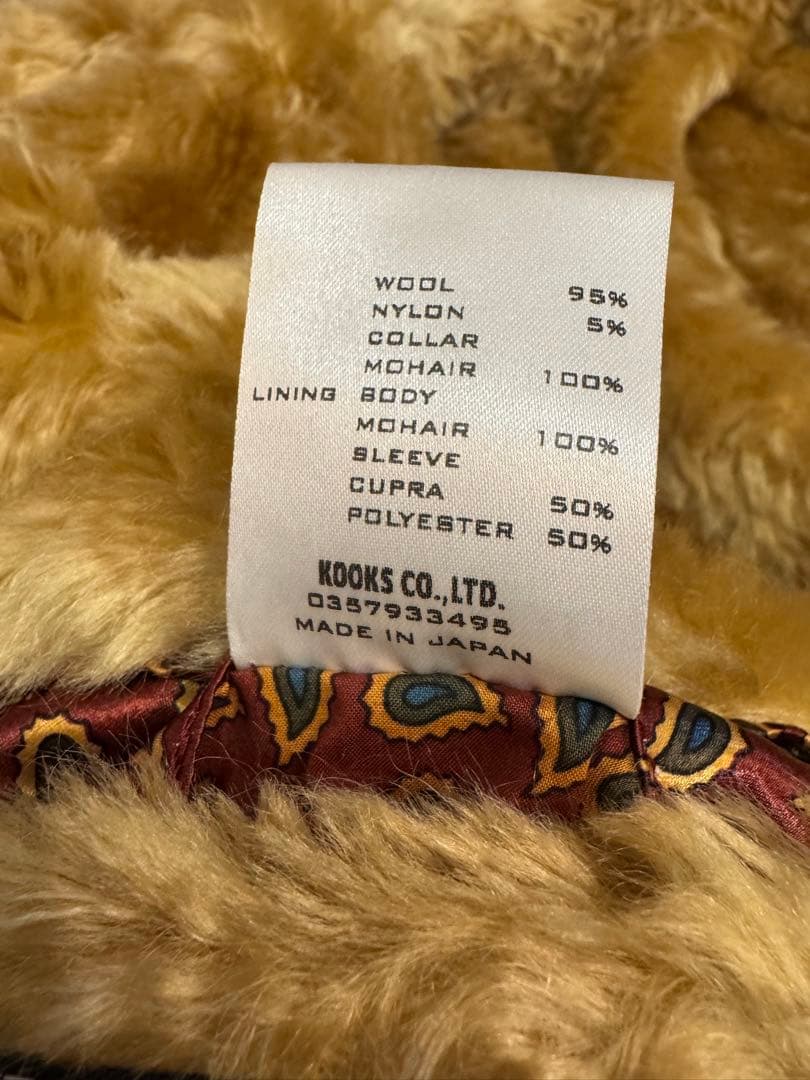 WOOL 95%
NYLON 5%
COLLAR
MOHAIR 100%
LINING BODY
MOHAIR 100%
SLEEVE
CUPRA 50%
POLYESTER 50%
KOOKS CO.,LTD.
0357933495
MADE IN JAPAN